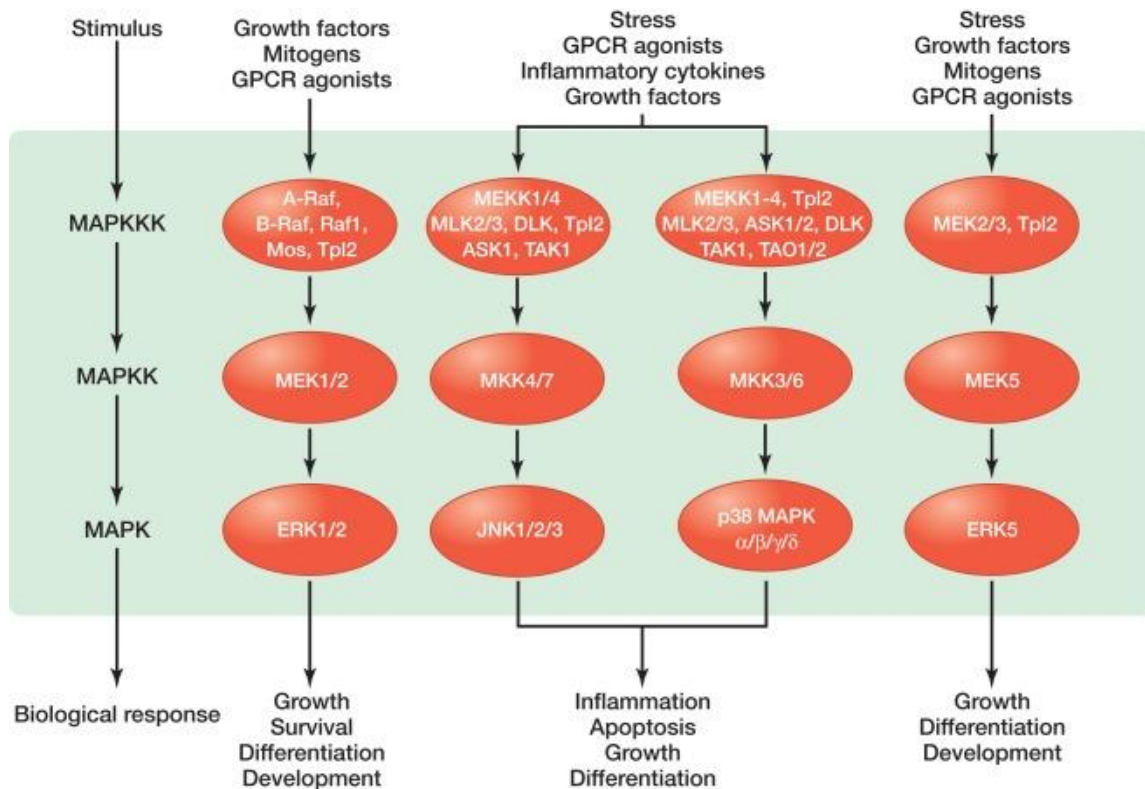 Stimulus
Growth factors
Mitogens
GPCR agonists
Stress
GPCR agonists
Inflammatory cytokines
Growth factors
Stress
Growth factors
Mitogens
GPCR agonists
MAPKKK
A-Raf,
B-Raf, Raf1,
Mos, Tpl2
MEKK1/4
MLK2/3, DLK, Tpl2
ASK1, TAK1
MEKK1-4, Tpl2
MLK2/3, ASK1/2, DLK
TAK1, TAO1/2
MEK2/3, Tpl2
MAPKK
MEK1/2
MKK4/7
MKK3/6
MEK5
MAPK
ERK1/2
JNK1/2/3
p38 MAPK
α/β/γ/δ
ERK5
Biological response
Growth
Survival
Differentiation
Development
Inflammation
Apoptosis
Growth
Differentiation
Growth
Differentiation
Development